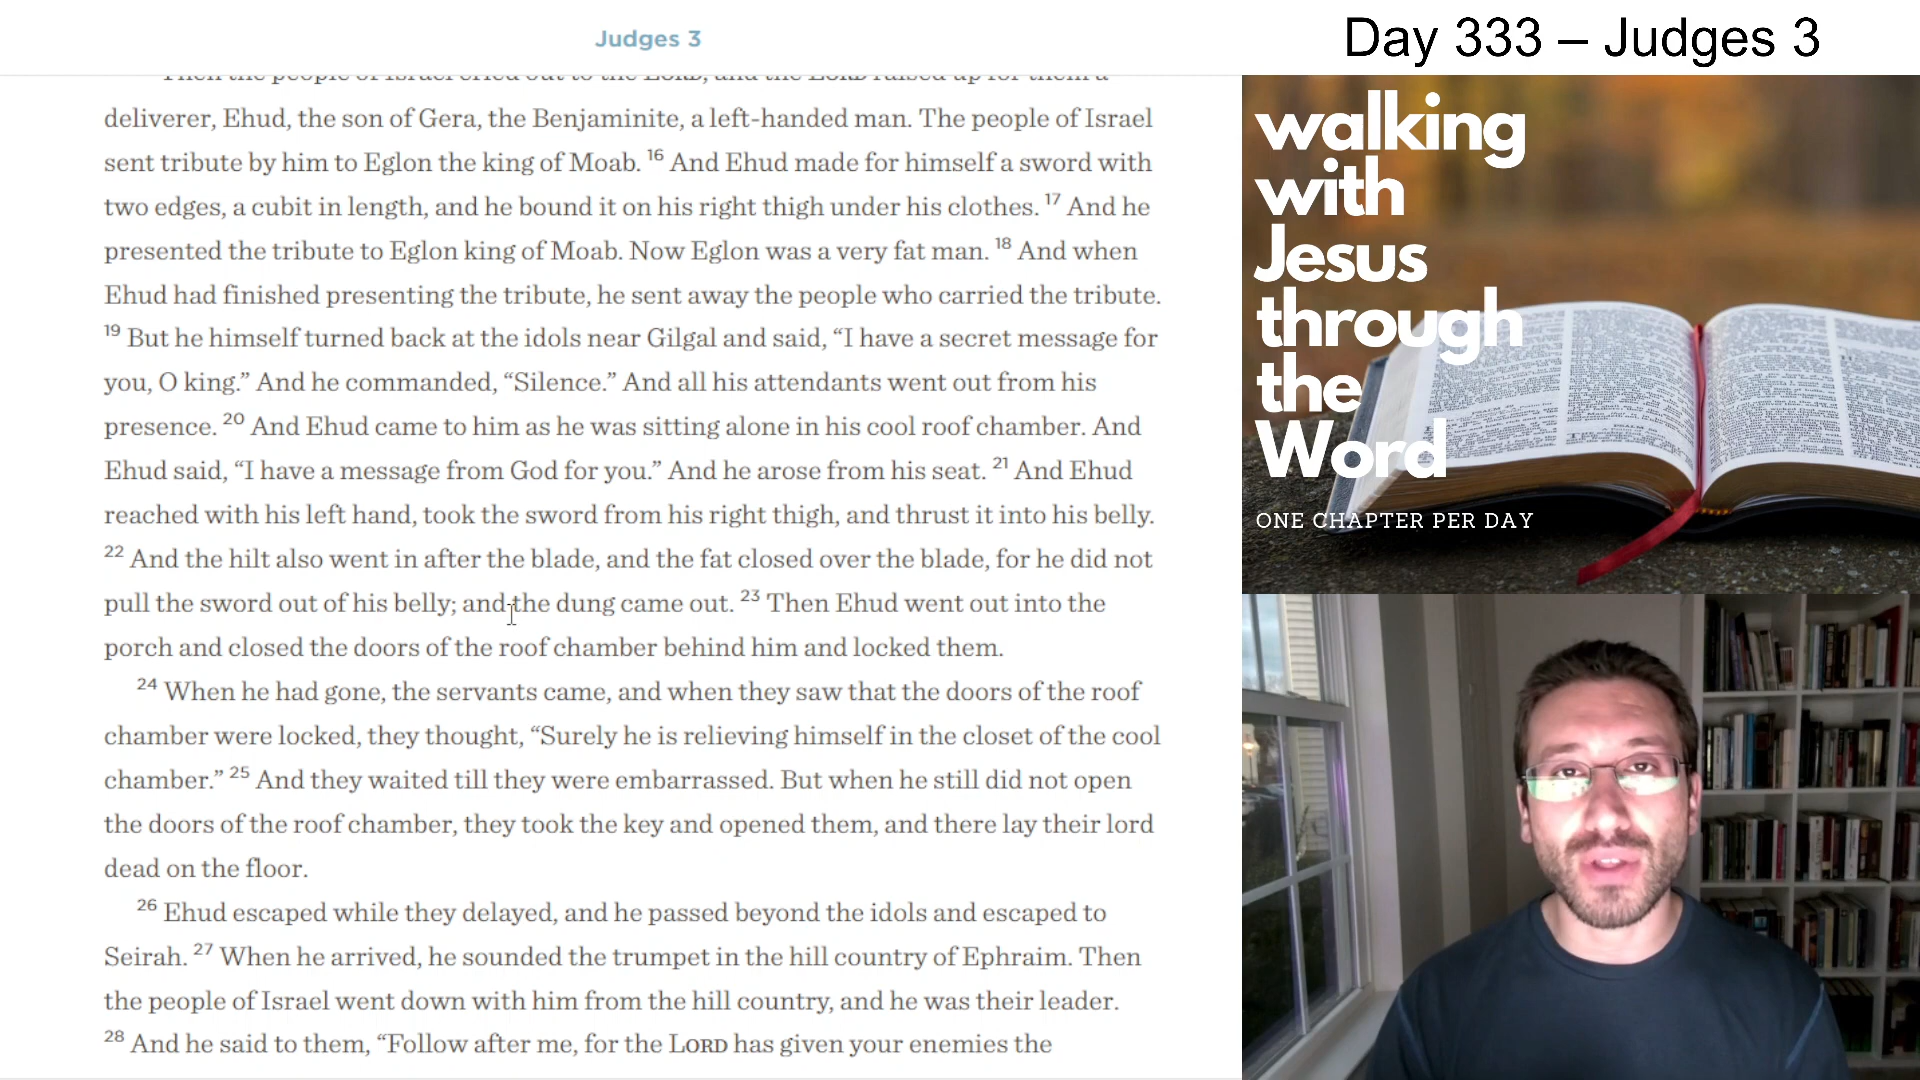 Judges 3
Day 333 – Judges 3
Then the people of Israel cried out to the LORD, and the LORD raised up for them a
deliverer, Ehud, the son of Gera, the Benjaminite, a left-handed man. The people of Israel
sent tribute by him to Eglon the king of Moab. 16 And Ehud made for himself a sword with
two edges, a cubit in length, and he bound it on his right thigh under his clothes. 17 And he
presented the tribute to Eglon king of Moab. Now Eglon was a very fat man. 18 And when
Ehud had finished presenting the tribute, he sent away the people who carried the tribute.
19 But he himself turned back at the idols near Gilgal and said, “I have a secret message for
you, O king.” And he commanded, “Silence.” And all his attendants went out from his
presence. 20 And Ehud came to him as he was sitting alone in his cool roof chamber. And
Ehud said, “I have a message from God for you.” And he arose from his seat. 21 And Ehud
reached with his left hand, took the sword from his right thigh, and thrust it into his belly.
22 And the hilt also went in after the blade, and the fat closed over the blade, for he did not
pull the sword out of his belly; and the dung came out. 23 Then Ehud went out into the
porch and closed the doors of the roof chamber behind him and locked them.
24 When he had gone, the servants came, and when they saw that the doors of the roof
chamber were locked, they thought, “Surely he is relieving himself in the closet of the cool
chamber.” 25 And they waited till they were embarrassed. But when he still did not open
the doors of the roof chamber, they took the key and opened them, and there lay their lord
dead on the floor.
26 Ehud escaped while they delayed, and he passed beyond the idols and escaped to
Seirah. 27 When he arrived, he sounded the trumpet in the hill country of Ephraim. Then
the people of Israel went down with him from the hill country, and he was their leader.
28 And he said to them, “Follow after me, for the LORD has given your enemies the
walking
with
Jesus
through
the
Word
ONE CHAPTER PER DAY